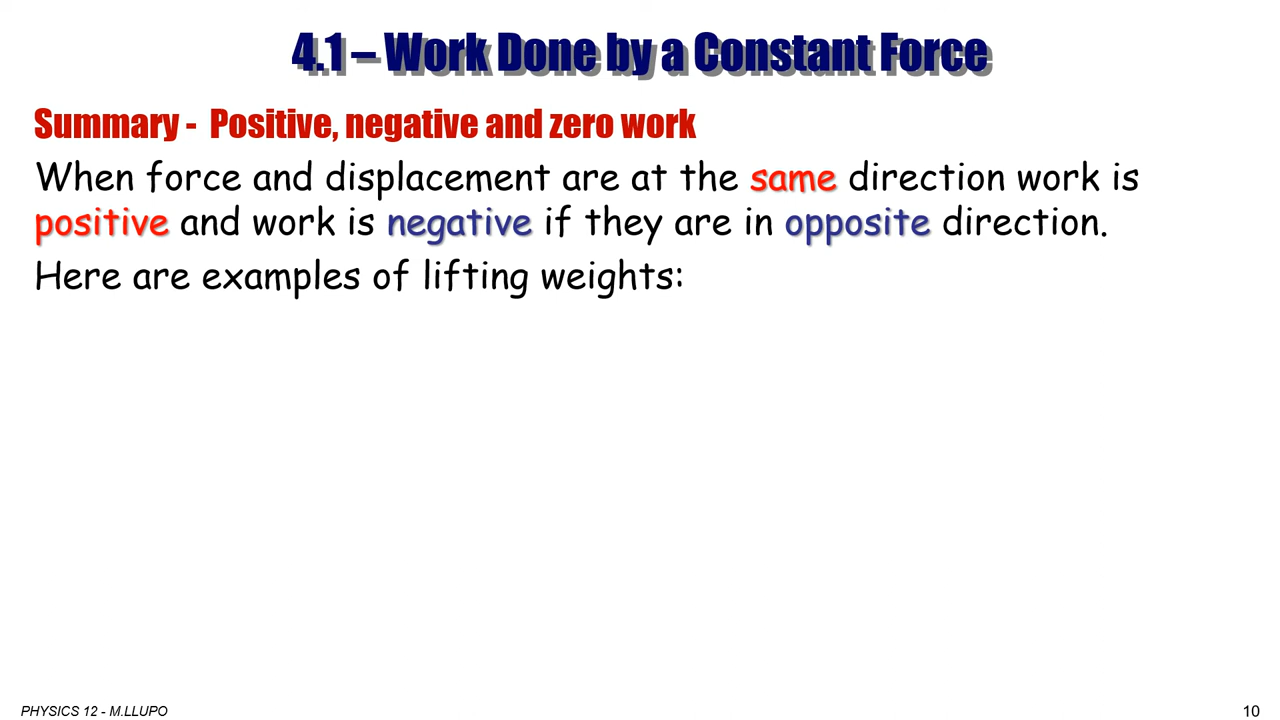 4.1 – Work Done by a Constant Force
Summary - Positive, negative and zero work
When force and displacement are at the same direction work is
positive and work is negative if they are in opposite direction.
Here are examples of lifting weights:
PHYSICS 12 - M.LLUPO
10